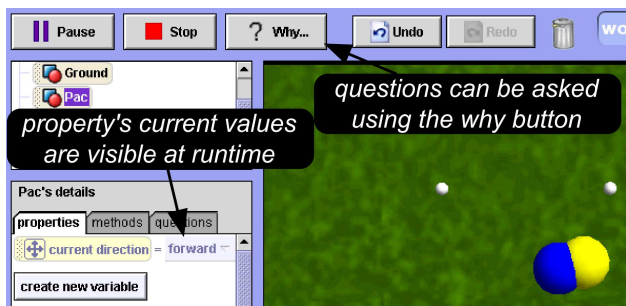 Pause Stop ? Why... Undo Redo
Ground
Pac
questions can be asked
using the why button
property's current values
are visible at runtime
Pac's details
properties methods questions
current direction = forward
create new variable